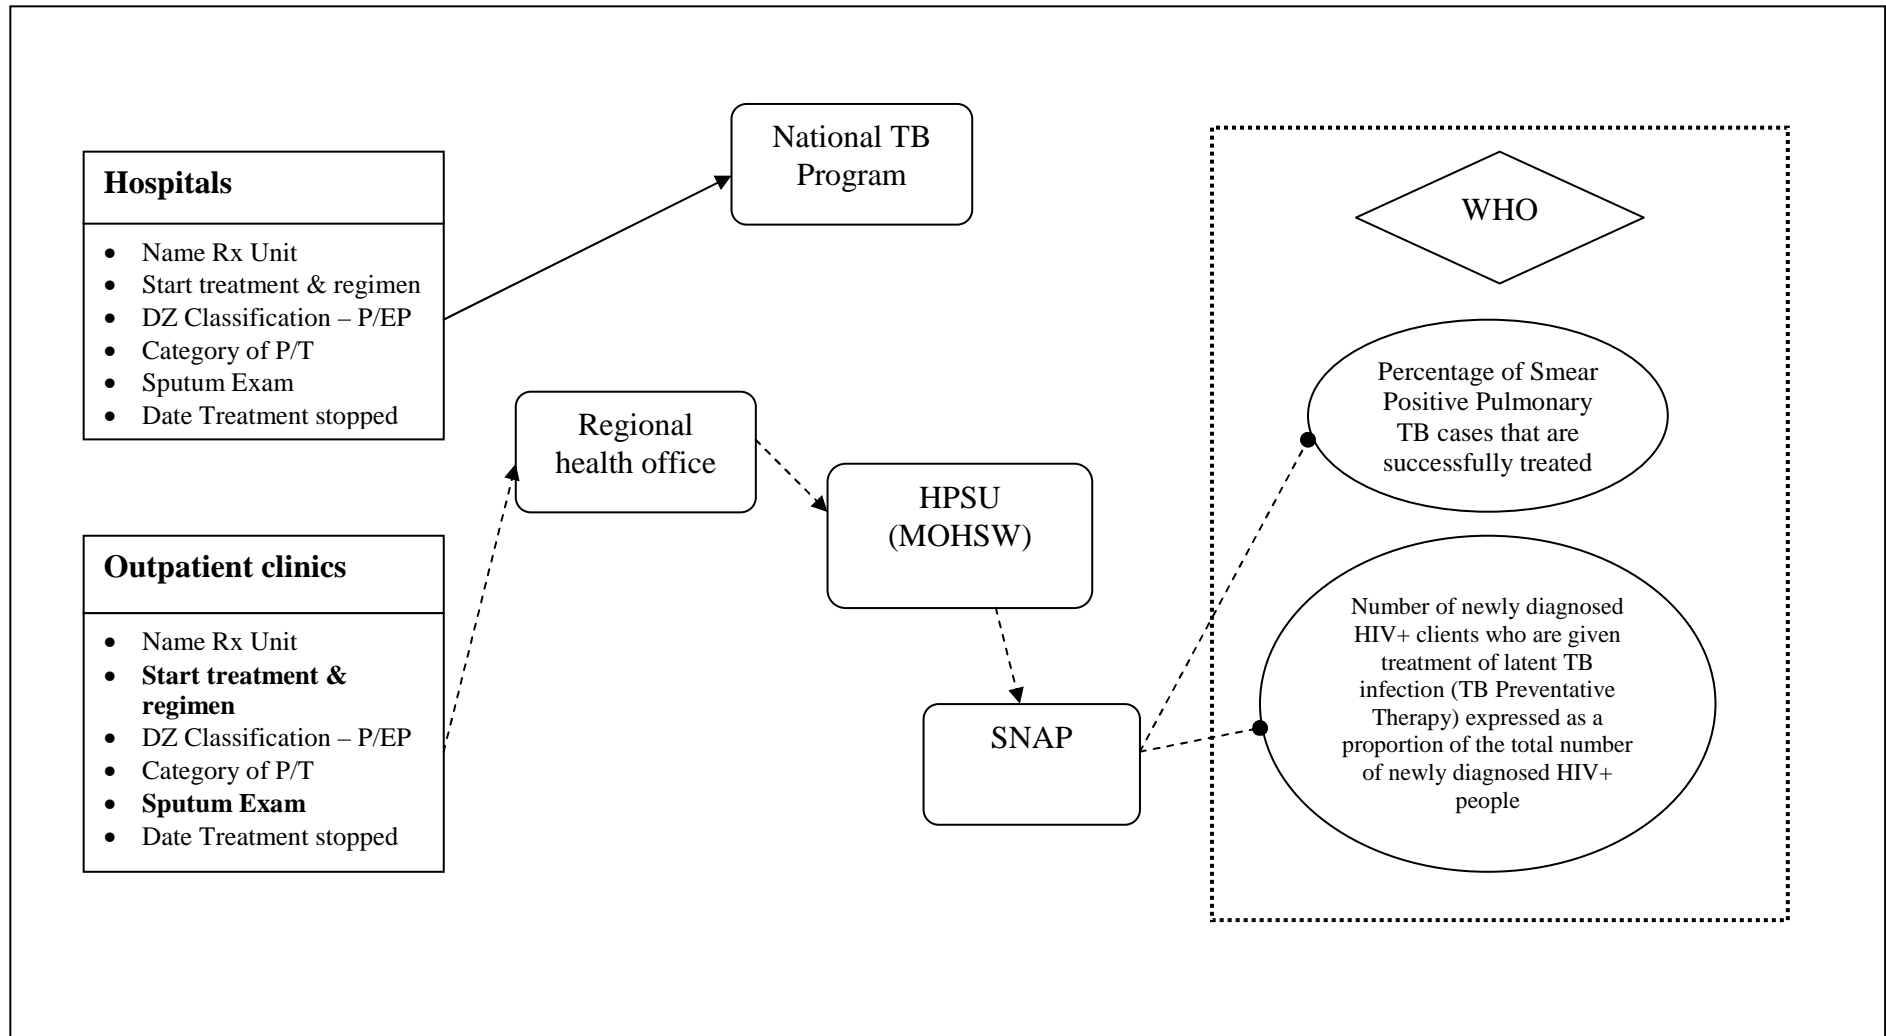 Hospitals
• Name Rx Unit
• Start treatment & regimen
• DZ Classification – P/EP
• Category of P/T
• Sputum Exam
• Date Treatment stopped
Outpatient clinics
• Name Rx Unit
• Start treatment &
regimen
• DZ Classification – P/EP
• Category of P/T
• Sputum Exam
• Date Treatment stopped
National TB
Program
Regional
health office
HPSU
(MOHSW)
SNAP
WHO
Percentage of Smear
Positive Pulmonary
TB cases that are
successfully treated
Number of newly diagnosed
HIV+ clients who are given
treatment of latent TB
infection (TB Preventative
Therapy) expressed as a
proportion of the total number
of newly diagnosed HIV+
people